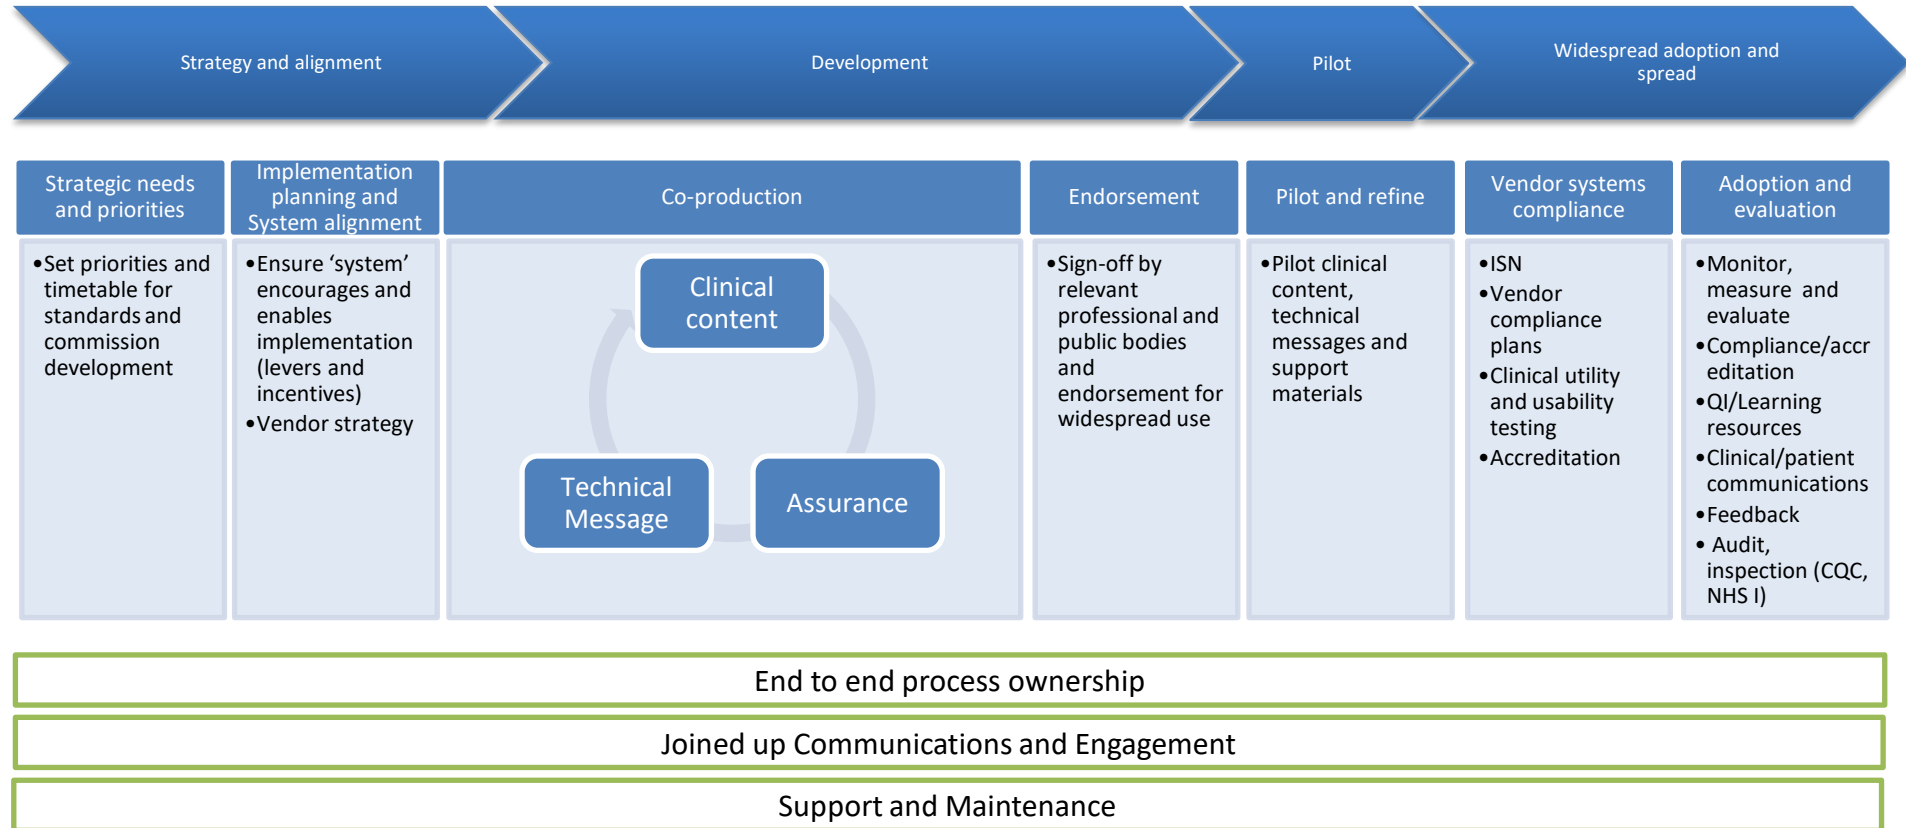 Strategy and alignment
Development
Pilot
Widespread adoption and
spread
Strategic needs
and priorities
Implementation
planning and
System alignment
Co-production
Endorsement
Pilot and refine
Vendor systems
compliance
Adoption and
evaluation
•Set priorities and
timetable for
standards and
commission
development
•Ensure ‘system’
encourages and
enables
implementation
(levers and
incentives)
•Vendor strategy
Clinical
content
Technical
Message
Assurance
•Sign-off by
relevant
professional and
public bodies
and
endorsement for
widespread use
•Pilot clinical
content,
technical
messages and
support
materials
•ISN
•Vendor
compliance
plans
•Clinical utility
and usability
testing
•Accreditation
•Monitor,
measure and
evaluate
•Compliance/accr
editation
•QI/Learning
resources
•Clinical/patient
communications
•Feedback
• Audit,
inspection (CQC,
NHS I)
End to end process ownership
Joined up Communications and Engagement
Support and Maintenance